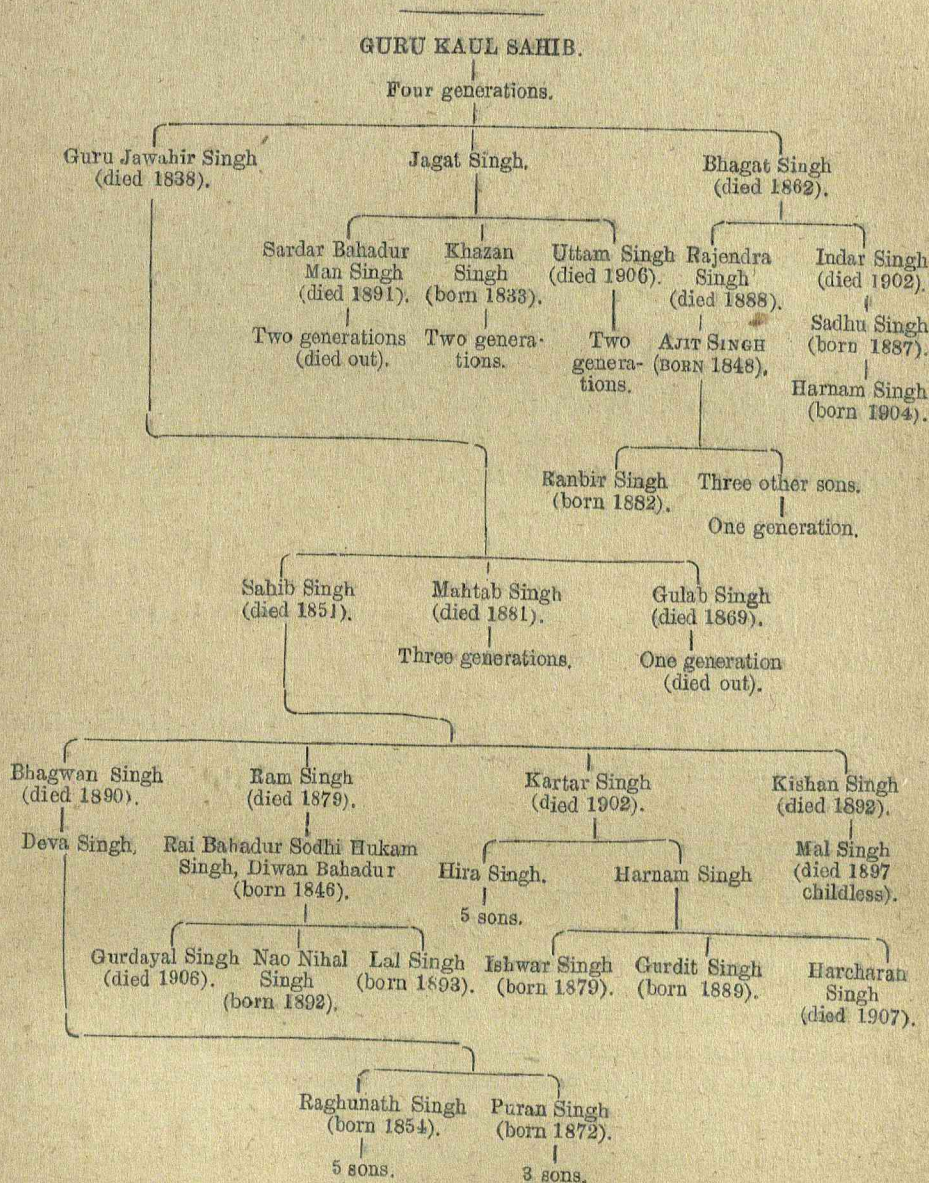 GURU KAUL SAHIB.
Four generations.
Guru Jawahir Singh
(died 1838).
Jagat Singh.
Bhagat Singh
(died 1862).
Sardar Bahadur
Man Singh
(died 1891).
Two generations
(died out).
Khazan
Singh
(born 1833).
Two genera-
tions.
Uttam Singh
(died 1906).
Two
genera-
tions.
Rajendra
Singh
(died 1888).
AJIT SINGH
(BORN 1848).
Indar Singh
(died 1902).
Sadhu Singh
(born 1887).
Harnam Singh
(born 1904).
Ranbir Singh
(born 1882).
Three other sons.
One generation.
Sahib Singh
(died 1851).
Mahtab Singh
(died 1881).
Three generations.
Gulab Singh
(died 1869).
One generation
(died out).
Bhagwan Singh
(died 1890).
Deva Singh.
Ram Singh
(died 1879).
Rai Bahadur Sodhi Hukam
Singh, Diwan Bahadur
(born 1846).
Kartar Singh
(died 1902).
Hira Singh.
5 sons.
Harnam Singh
Kishan Singh
(died 1892).
Mal Singh
(died 1897
childless).
Gurdayal Singh
(died 1906).
Nao Nihal
Singh
(born 1892).
Lal Singh
(born 1893).
Ishwar Singh
(born 1879).
Gurdit Singh
(born 1889).
Harcharan
Singh
(died 1907).
Raghunath Singh
(born 1854).
5 sons.
Puran Singh
(born 1872).
3 sons.